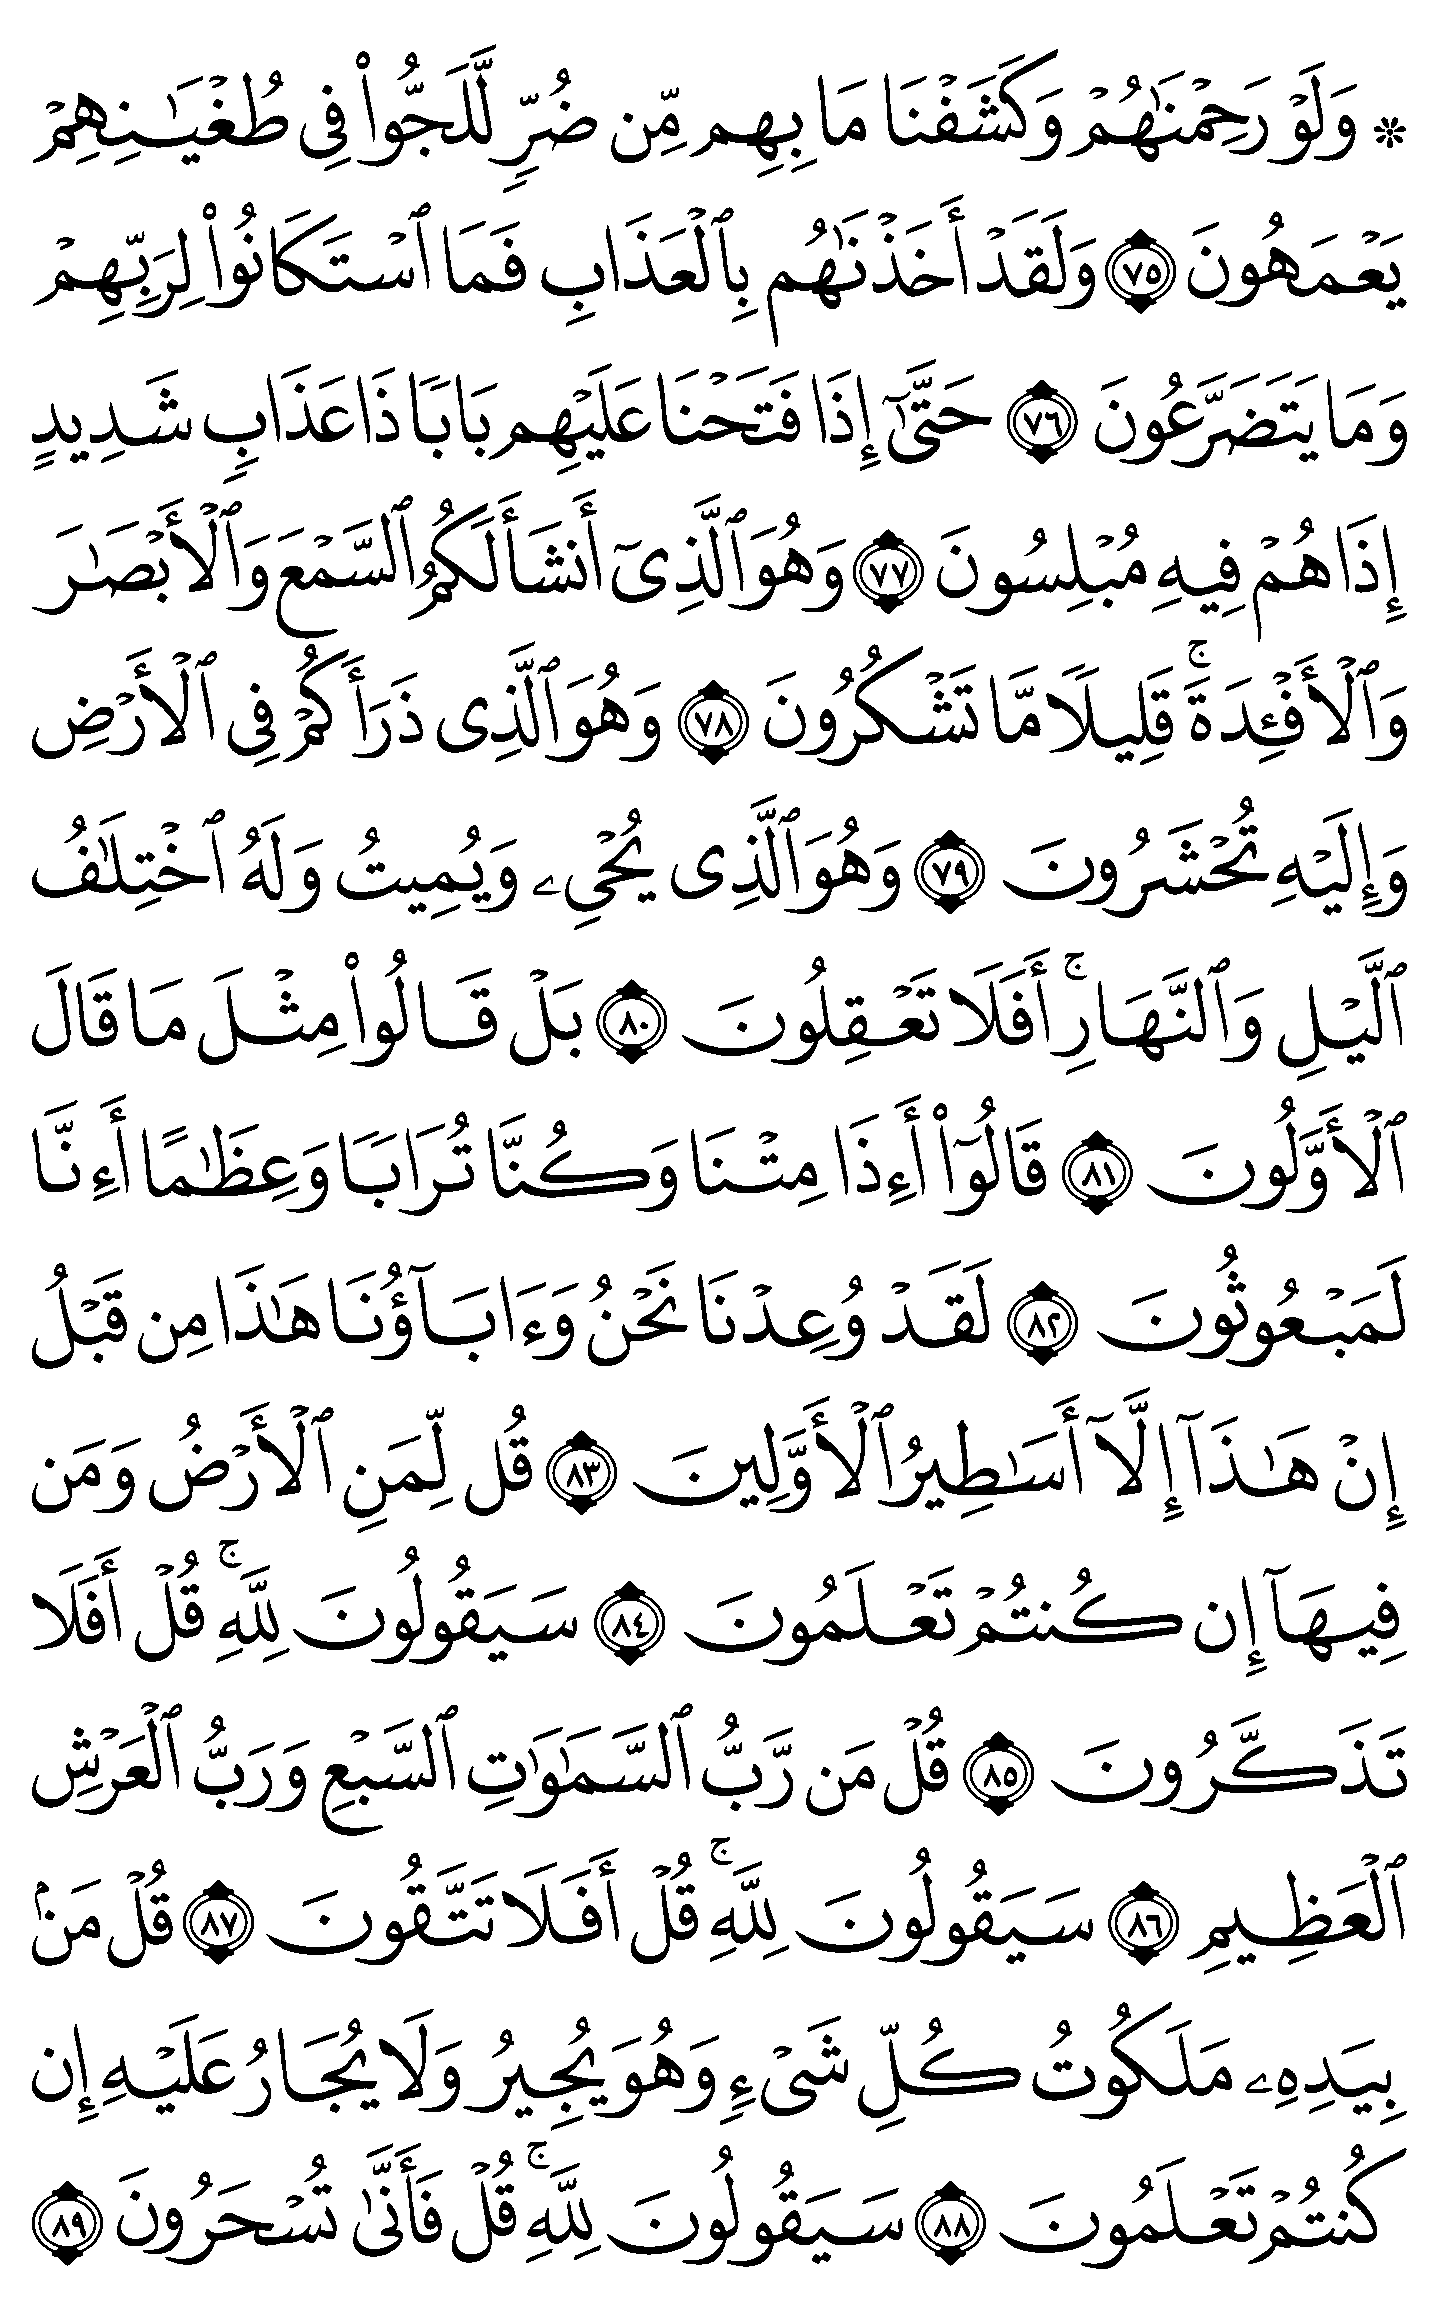 ۞ وَلَوْ رَحِمْنَٰهُمْ وَكَشَفْنَا مَا بِهِم مِّن ضُرٍّ لَّلَجُّوا۟ فِى طُغْيَٰنِهِمْ
يَعْمَهُونَ ٧٥ وَلَقَدْ أَخَذْنَٰهُم بِٱلْعَذَابِ فَمَا ٱسْتَكَانُوا۟ لِرَبِّهِمْ
وَمَا يَتَضَرَّعُونَ ٧٦ حَتَّىٰٓ إِذَا فَتَحْنَا عَلَيْهِم بَابًا ذَا عَذَابٍ شَدِيدٍ
إِذَا هُمْ فِيهِ مُبْلِسُونَ ٧٧ وَهُوَ ٱلَّذِىٓ أَنشَأَ لَكُمُ ٱلسَّمْعَ وَٱلْأَبْصَٰرَ
وَٱلْأَفْـِٔدَةَ ۚ قَلِيلًا مَّا تَشْكُرُونَ ٧٨ وَهُوَ ٱلَّذِى ذَرَأَكُمْ فِى ٱلْأَرْضِ
وَإِلَيْهِ تُحْشَرُونَ ٧٩ وَهُوَ ٱلَّذِى يُحْىِۦ وَيُمِيتُ وَلَهُ ٱخْتِلَٰفُ
ٱلَّيْلِ وَٱلنَّهَارِ ۚ أَفَلَا تَعْقِلُونَ ٨٠ بَلْ قَالُوا۟ مِثْلَ مَا قَالَ
ٱلْأَوَّلُونَ ٨١ قَالُوٓا۟ أَءِذَا مِتْنَا وَكُنَّا تُرَابًا وَعِظَٰمًا أَءِنَّا
لَمَبْعُوثُونَ ٨٢ لَقَدْ وُعِدْنَا نَحْنُ وَءَابَآؤُنَا هَٰذَا مِن قَبْلُ
إِنْ هَٰذَآ إِلَّآ أَسَٰطِيرُ ٱلْأَوَّلِينَ ٨٣ قُل لِّمَنِ ٱلْأَرْضُ وَمَن
فِيهَآ إِن كُنتُمْ تَعْلَمُونَ ٨٤ سَيَقُولُونَ لِلَّهِ ۚ قُلْ أَفَلَا
تَذَكَّرُونَ ٨٥ قُلْ مَن رَّبُّ ٱلسَّمَٰوَٰتِ ٱلسَّبْعِ وَرَبُّ ٱلْعَرْشِ
ٱلْعَظِيمِ ٨٦ سَيَقُولُونَ لِلَّهِ ۚ قُلْ أَفَلَا تَتَّقُونَ ٨٧ قُلْ مَنۢ
بِيَدِهِۦ مَلَكُوتُ كُلِّ شَىْءٍ وَهُوَ يُجِيرُ وَلَا يُجَارُ عَلَيْهِ إِن
كُنتُمْ تَعْلَمُونَ ٨٨ سَيَقُولُونَ لِلَّهِ ۚ قُلْ فَأَنَّىٰ تُسْحَرُونَ ٨٩